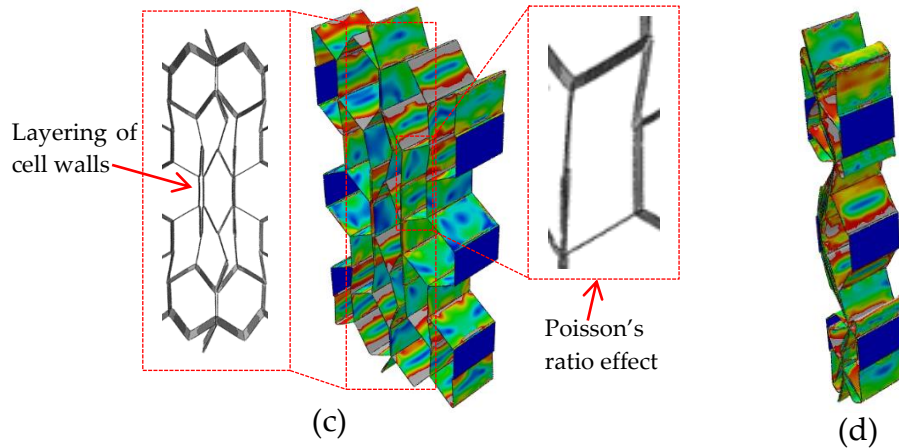 Layering of
cell walls
Poisson’s
ratio effect
(c)
(d)